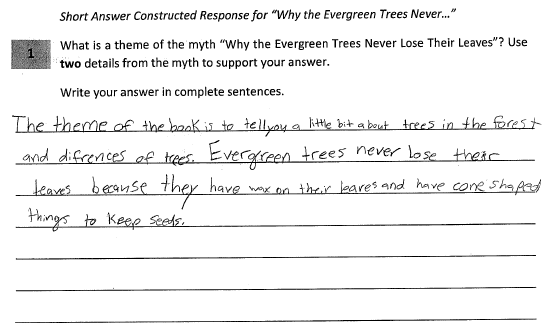 Short Answer Constructed Response for "Why the Evergreen Trees Never..."
1
What is a theme of the myth "Why the Evergreen Trees Never Lose Their Leaves"? Use
two details from the myth to support your answer.
Write your answer in complete sentences.
The theme of the book is to tell you a little bit about trees in the forest
and difrences of trees. Evergreen trees never lose their
leaves because they have wax on their leaves and have cone shaped
things to keep seeds.